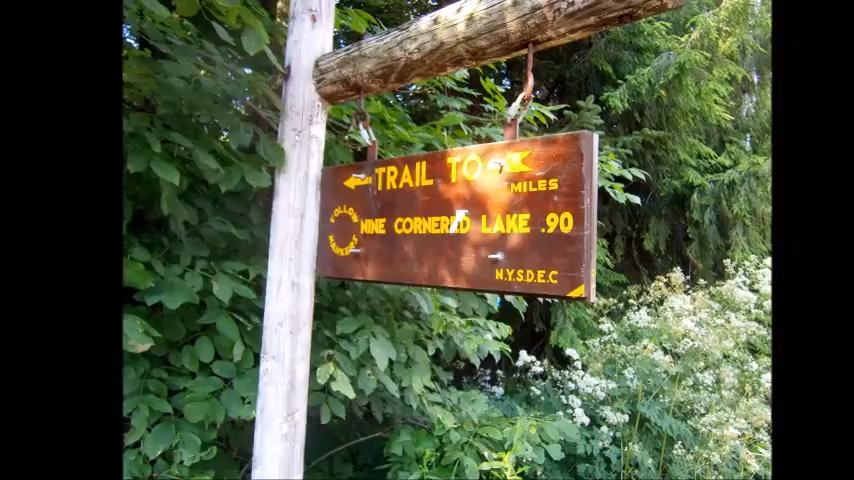 TRAIL TO
MILES
FOLLOW
MARKERS
NINE CORNERED LAKE .90
N.Y.S.D.E.C